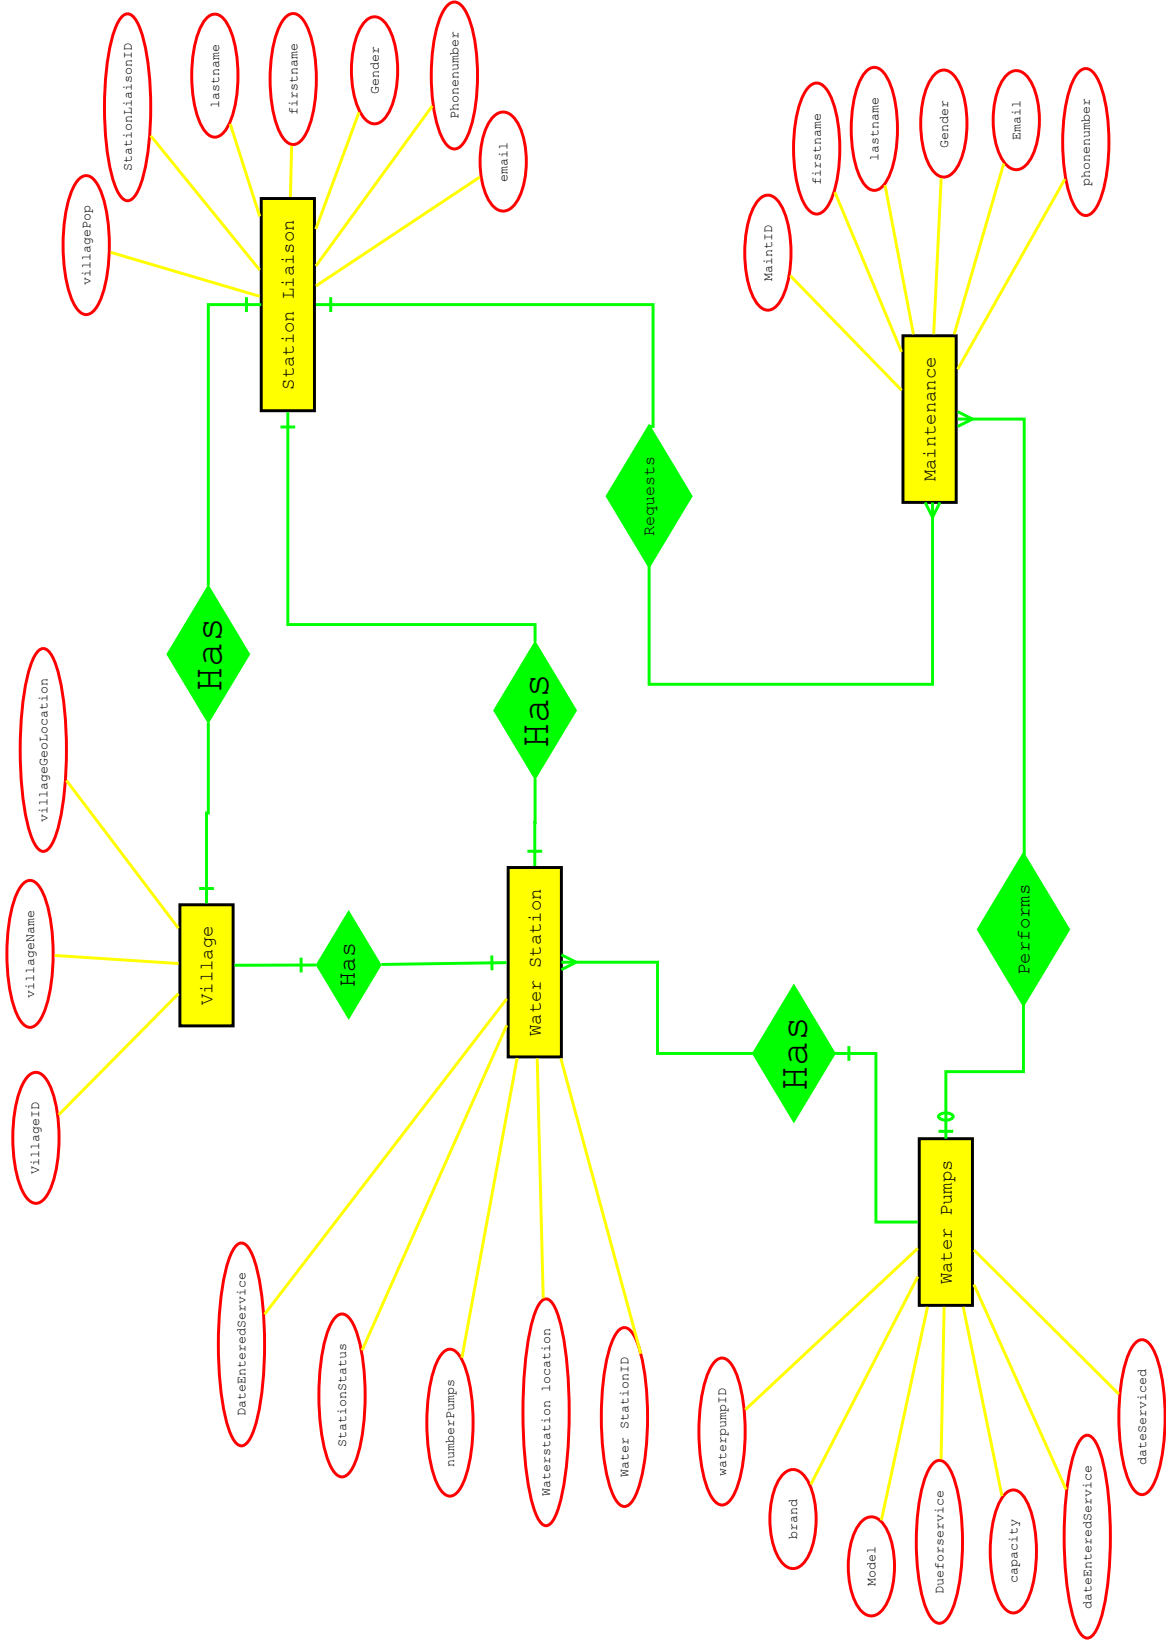 VillageID
villageName
villageGeoLocation
villagePop
StationLiaisonID
lastname
firstname
Gender
Phonenumber
email
Village
Has
Station Liaison
Has
Has
DateEnteredService
StationStatus
numberPumps
Waterstation location
Water StationID
Water Station
Requests
MaintID
firstname
lastname
Gender
Email
phonenumber
Maintenance
Has
Performs
Water Pumps
waterpumpID
brand
Model
Dueforservice
capacity
dateEnteredService
dateServiced